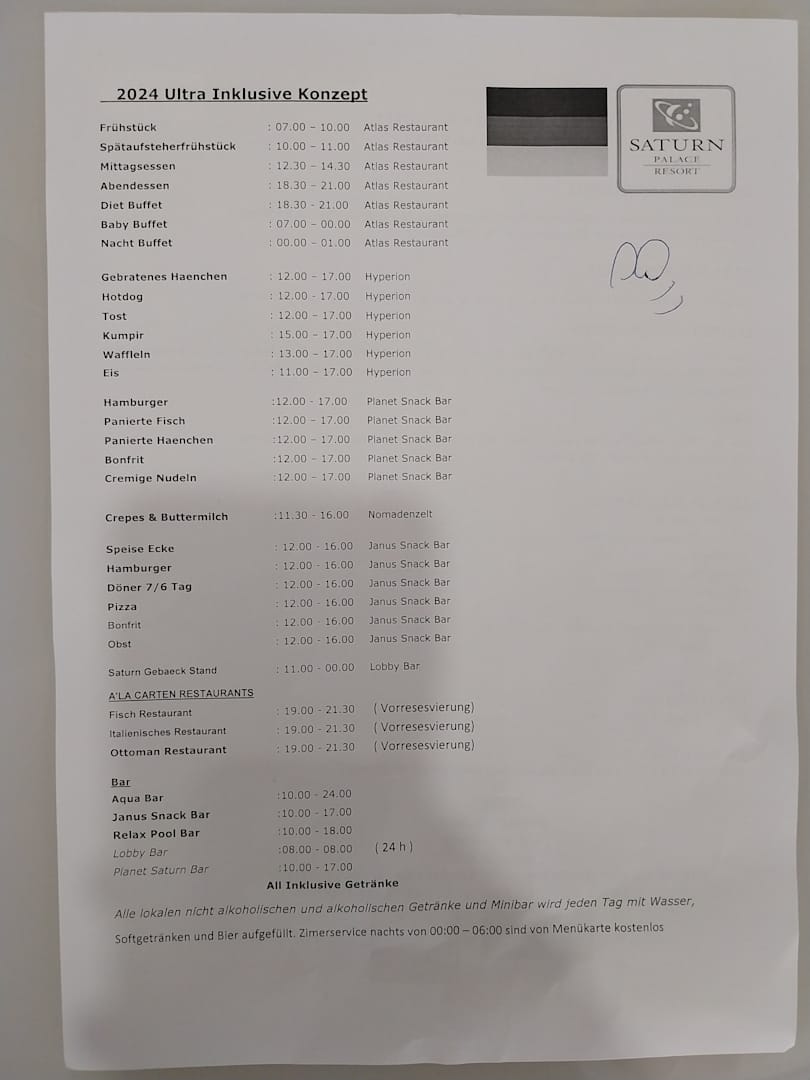 2024 Ultra Inklusive Konzept
SATURN
PALACE
RESORT
Frühstück : 07.00 – 10.00 Atlas Restaurant
Spätaufsteherfrühstück : 10.00 – 11.00 Atlas Restaurant
Mittagsessen : 12.30 – 14.30 Atlas Restaurant
Abendessen : 18.30 – 21.00 Atlas Restaurant
Diet Buffet : 18.30 - 21.00 Atlas Restaurant
Baby Buffet : 07.00 – 00.00 Atlas Restaurant
Nacht Buffet : 00.00 – 01.00 Atlas Restaurant
Gebratenes Haenchen : 12.00 – 17.00 Hyperion
Hotdog : 12.00 - 17.00 Hyperion
Tost : 12.00 – 17.00 Hyperion
Kumpir : 15.00 – 17.00 Hyperion
Waffleln : 13.00 – 17.00 Hyperion
Eis : 11.00 – 17.00 Hyperion
Hamburger :12.00 - 17.00 Planet Snack Bar
Panierte Fisch :12.00 – 17.00 Planet Snack Bar
Panierte Haenchen :12.00 – 17.00 Planet Snack Bar
Bonfrit :12.00 – 17.00 Planet Snack Bar
Cremige Nudeln :12.00 – 17.00 Planet Snack Bar
Crepes & Buttermilch :11.30 - 16.00 Nomadenzelt
Speise Ecke : 12.00 - 16.00 Janus Snack Bar
Hamburger : 12.00 - 16.00 Janus Snack Bar
Döner 7/6 Tag : 12.00 - 16.00 Janus Snack Bar
Pizza : 12.00 - 16.00 Janus Snack Bar
Bonfrit : 12.00 - 16.00 Janus Snack Bar
Obst : 12.00 - 16.00 Janus Snack Bar
Saturn Gebaeck Stand : 11.00 - 00.00 Lobby Bar
A'LA CARTEN RESTAURANTS
Fisch Restaurant : 19.00 - 21.30 ( Vorresesvierung)
Italienisches Restaurant : 19.00 - 21.30 ( Vorresesvierung)
Ottoman Restaurant : 19.00 - 21.30 ( Vorresesvierung)
Bar
Aqua Bar :10.00 - 24.00
Janus Snack Bar :10.00 - 17.00
Relax Pool Bar :10.00 - 18.00
Lobby Bar :08.00 - 08.00 ( 24 h )
Planet Saturn Bar :10.00 - 17.00
All Inklusive Getränke
Alle lokalen nicht alkoholischen und alkoholischen Getränke und Minibar wird jeden Tag mit Wasser,
Softgetränken und Bier aufgefüllt. Zimerservice nachts von 00:00 – 06:00 sind von Menükarte kostenlos